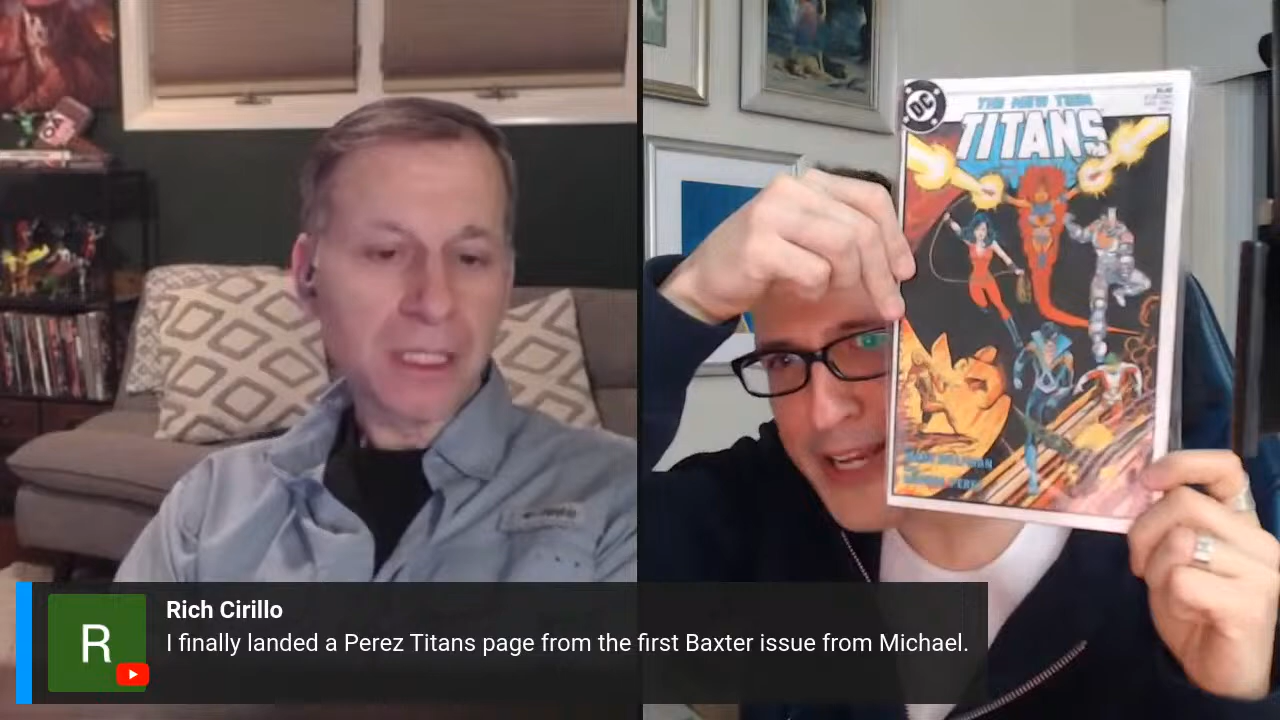 DC
THE NEW TEEN
TITANS
R
Rich Cirillo
I finally landed a Perez Titans page from the first Baxter issue from Michael.